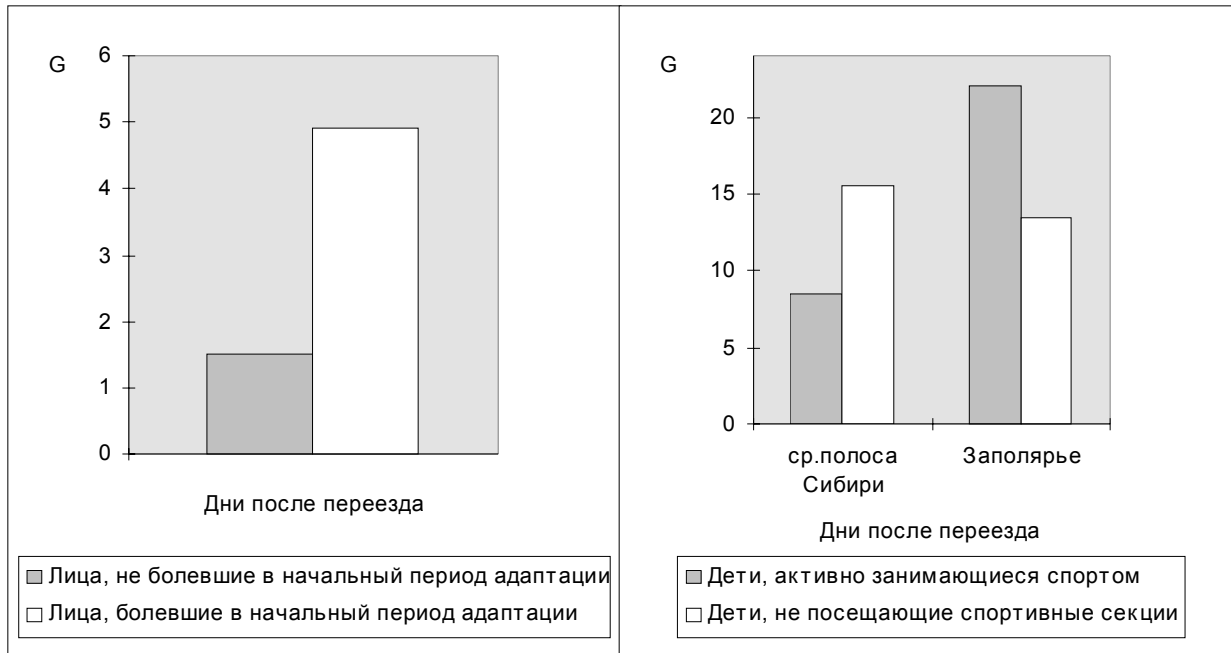 G
6
5
4
3
2
1
0
Дни после переезда
Лица, не болевшие в начальный период адаптации
Лица, болевшие в начальный период адаптации
G
20
15
10
5
0
ср.полоса
Сибири
Заполярье
Дни после переезда
Дети, активно занимающиеся спортом
Дети, не посещающие спортивные секции